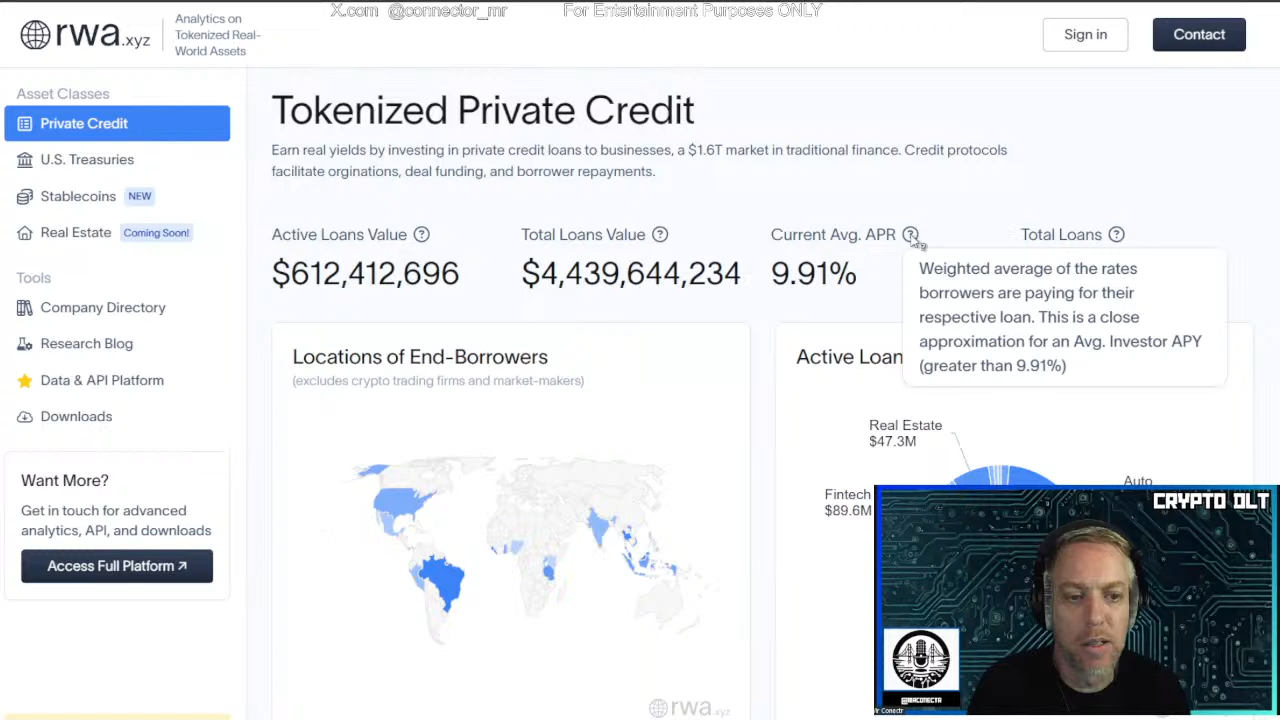 X.com @connector_mr For Entertainment Purposes ONLY
rwa.xyz
Analytics on
Tokenized Real-
World Assets
Sign in
Contact
Asset Classes
Private Credit
U.S. Treasuries
Stablecoins NEW
Real Estate Coming Soon!
Tools
Company Directory
Research Blog
Data & API Platform
Downloads
Want More?
Get in touch for advanced
analytics, API, and downloads
Access Full Platform ↗
Tokenized Private Credit
Earn real yields by investing in private credit loans to businesses, a $1.6T market in traditional finance. Credit protocols
facilitate orginations, deal funding, and borrower repayments.
Active Loans Value ?
$612,412,696
Total Loans Value ?
$4,439,644,234
Current Avg. APR ?
9.91%
Total Loans ?
Weighted average of the rates
borrowers are paying for their
respective loan. This is a close
approximation for an Avg. Investor APY
(greater than 9.91%)
Locations of End-Borrowers
(excludes crypto trading firms and market-makers)
rwa.xyz
Active Loan
Real Estate
$47.3M
Fintech
$89.6M
Auto
CRYPTO DLT
Mr Conectr